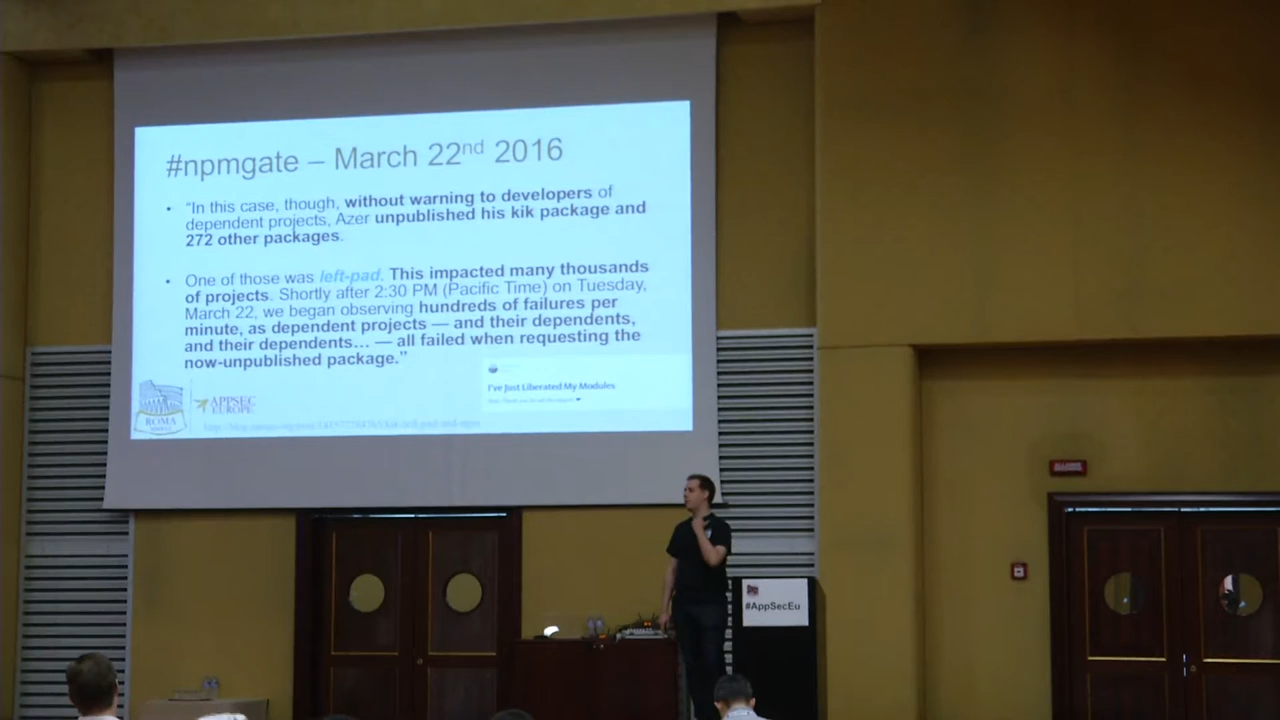 #npmgate – March 22nd 2016
• “In this case, though, without warning to developers of
dependent projects, Azer unpublished his kik package and
272 other packages.
• One of those was left-pad. This impacted many thousands
of projects. Shortly after 2:30 PM (Pacific Time) on Tuesday,
March 22, we began observing hundreds of failures per
minute, as dependent projects — and their dependents,
and their dependents… — all failed when requesting the
now-unpublished package.”
I've Just Liberated My Modules
ROMA
APPSEC
EUROPE
#AppSecEu